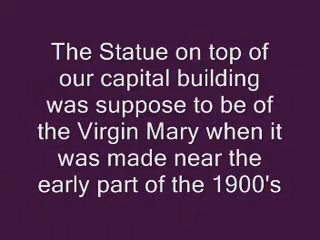 The Statue on top of
our capital building
was suppose to be of
the Virgin Mary when it
was made near the
early part of the 1900's